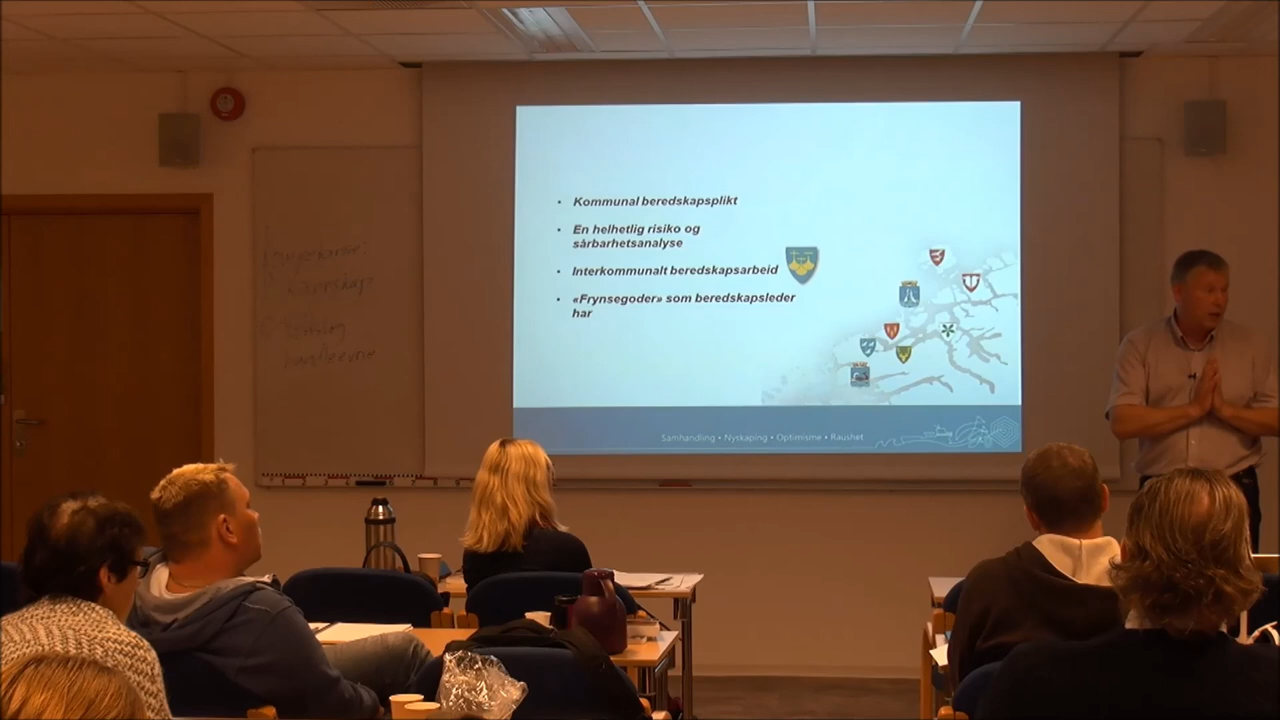 • Kommunal beredskapsplikt
• En helhetlig risiko og
sårbarhetsanalyse
• Interkommunalt beredskapsarbeid
• «Frynsegoder» som beredskapsleder
har
Samhandling • Nyskaping • Optimisme • Raushet